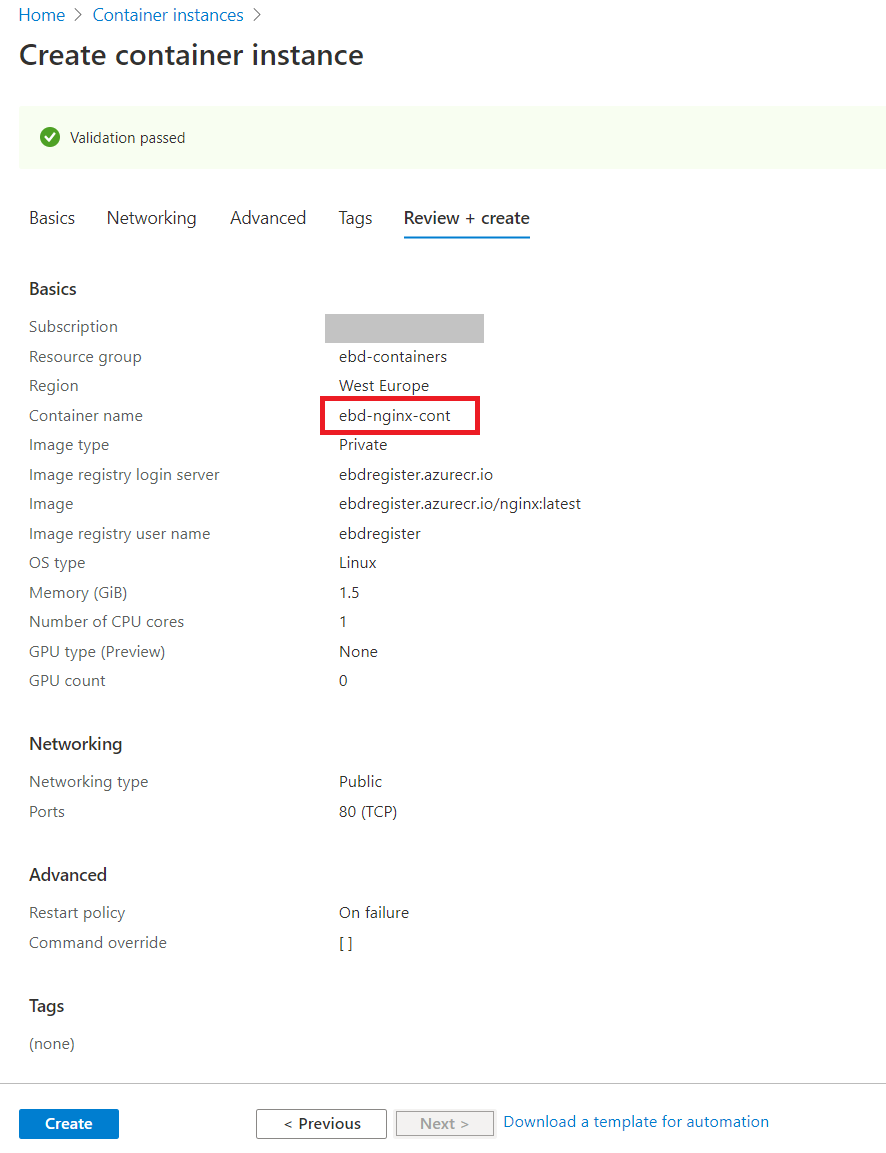 Home > Container instances >
Create container instance
Validation passed
Basics Networking Advanced Tags Review + create
Basics
Subscription
Resource group ebd-containers
Region West Europe
Container name ebd-nginx-cont
Image type Private
Image registry login server ebdregister.azurecr.io
Image ebdregister.azurecr.io/nginx:latest
Image registry user name ebdregister
OS type Linux
Memory (GiB) 1.5
Number of CPU cores 1
GPU type (Preview) None
GPU count 0
Networking
Networking type Public
Ports 80 (TCP)
Advanced
Restart policy On failure
Command override [ ]
Tags
(none)
Create < Previous Next > Download a template for automation